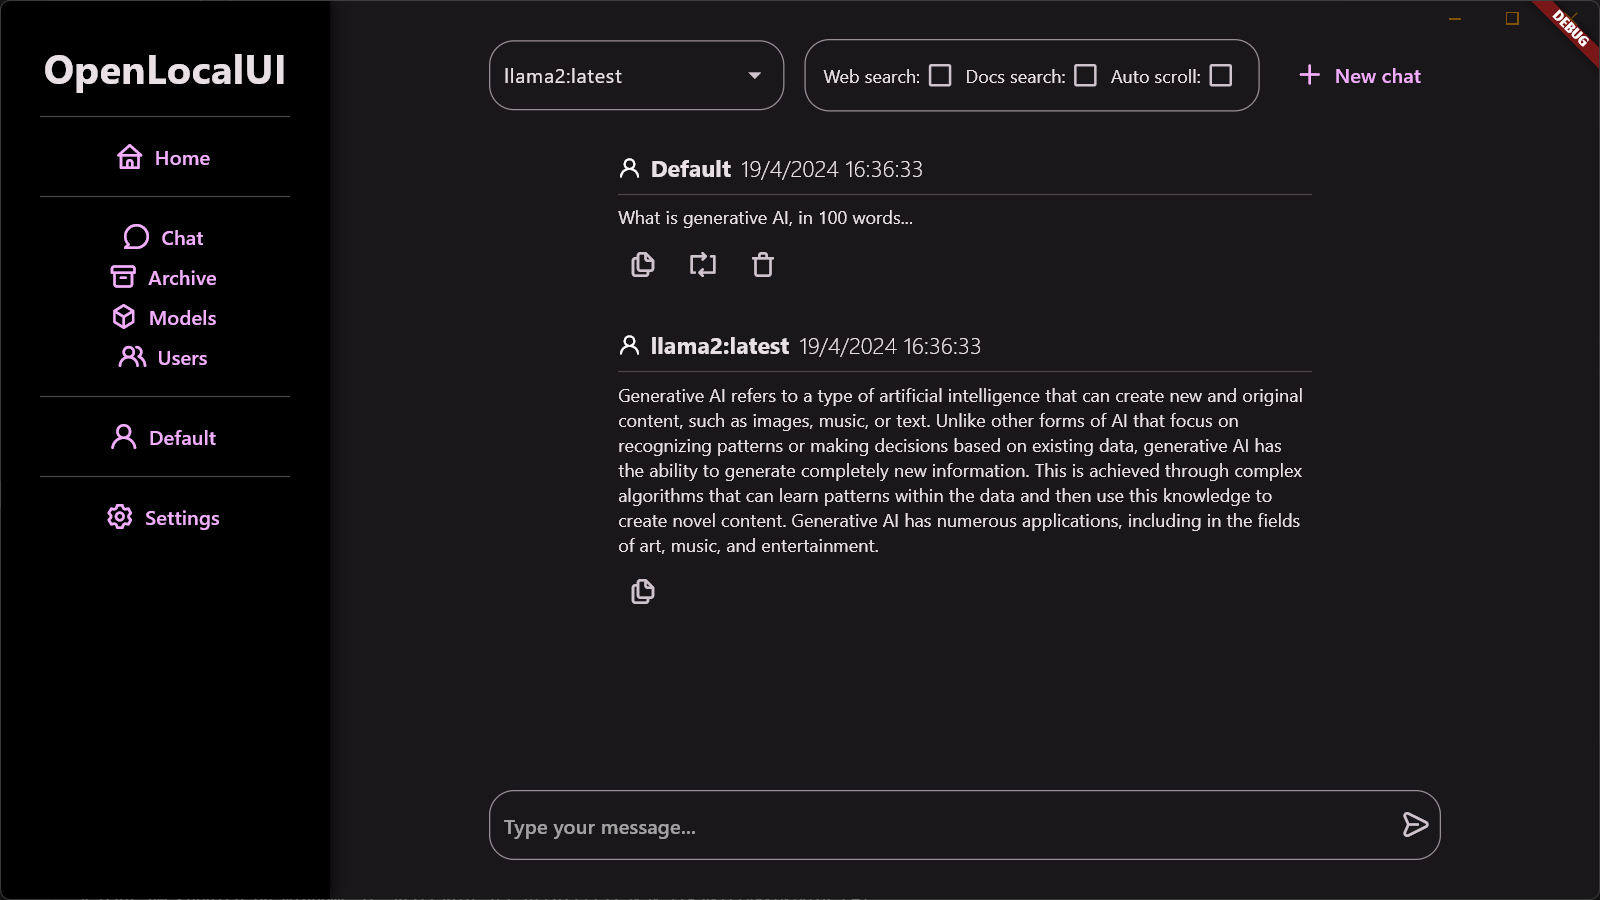 OpenLocalUI
Home
Chat
Archive
Models
Users
Default
Settings
llama2:latest
Web search:
Docs search:
Auto scroll:
New chat
DEBUG
Default 19/4/2024 16:36:33
What is generative AI, in 100 words...
llama2:latest 19/4/2024 16:36:33
Generative AI refers to a type of artificial intelligence that can create new and original
content, such as images, music, or text. Unlike other forms of AI that focus on
recognizing patterns or making decisions based on existing data, generative AI has
the ability to generate completely new information. This is achieved through complex
algorithms that can learn patterns within the data and then use this knowledge to
create novel content. Generative AI has numerous applications, including in the fields
of art, music, and entertainment.
Type your message...